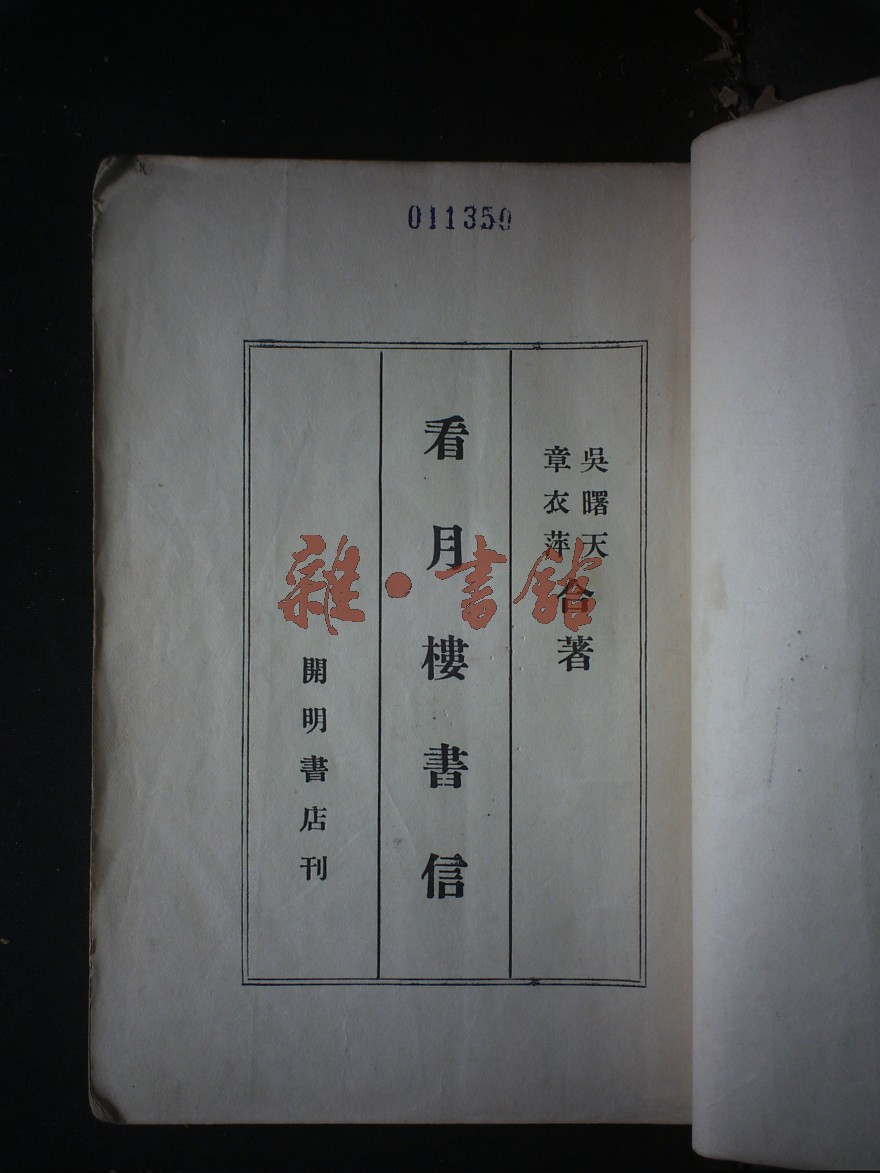 011350
吳曙天
章衣萍
合著
看月樓書信
開明書店刊
雜·書館